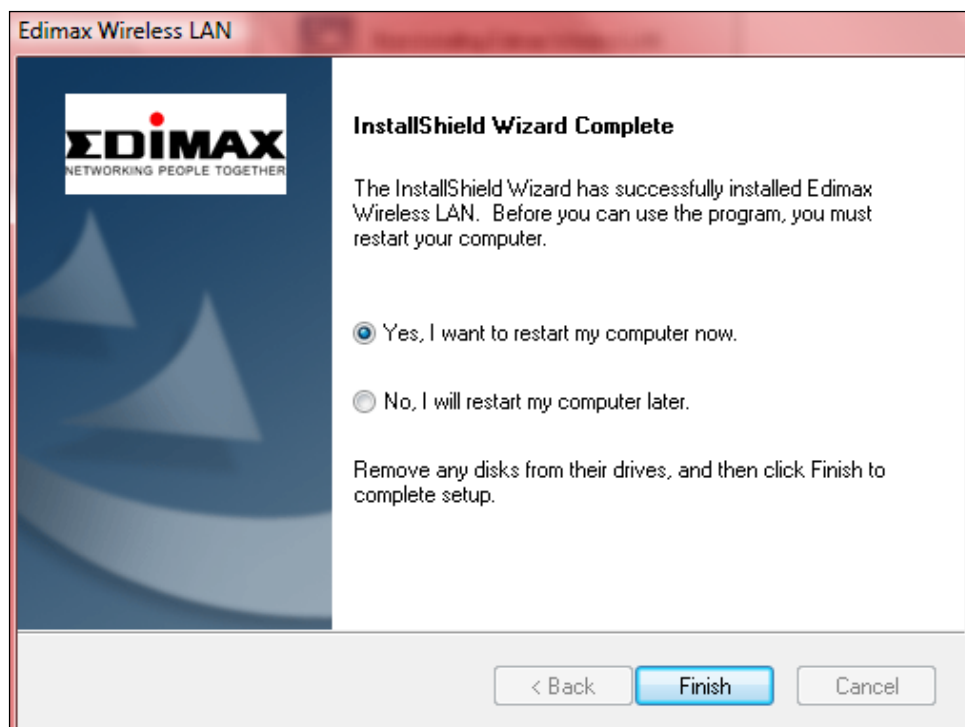 Edimax Wireless LAN
EDIMAX
NETWORKING PEOPLE TOGETHER
InstallShield Wizard Complete
The InstallShield Wizard has successfully installed Edimax
Wireless LAN.  Before you can use the program, you must
restart your computer.
Yes, I want to restart my computer now.
No, I will restart my computer later.
Remove any disks from their drives, and then click Finish to
complete setup.
< Back
Finish
Cancel